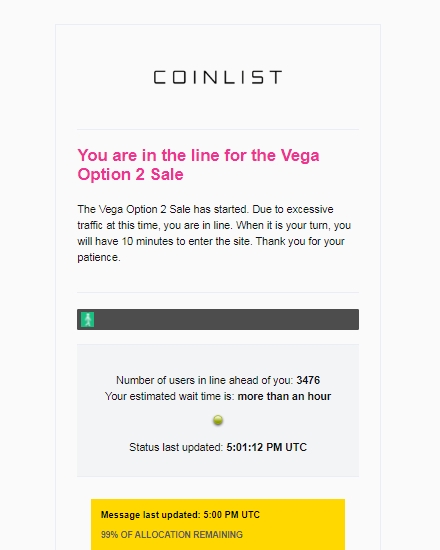 COINLIST
You are in the line for the Vega
Option 2 Sale
The Vega Option 2 Sale has started. Due to excessive
traffic at this time, you are in line. When it is your turn, you
will have 10 minutes to enter the site. Thank you for your
patience.
Number of users in line ahead of you: 3476
Your estimated wait time is: more than an hour
Status last updated: 5:01:12 PM UTC
Message last updated: 5:00 PM UTC
99% OF ALLOCATION REMAINING